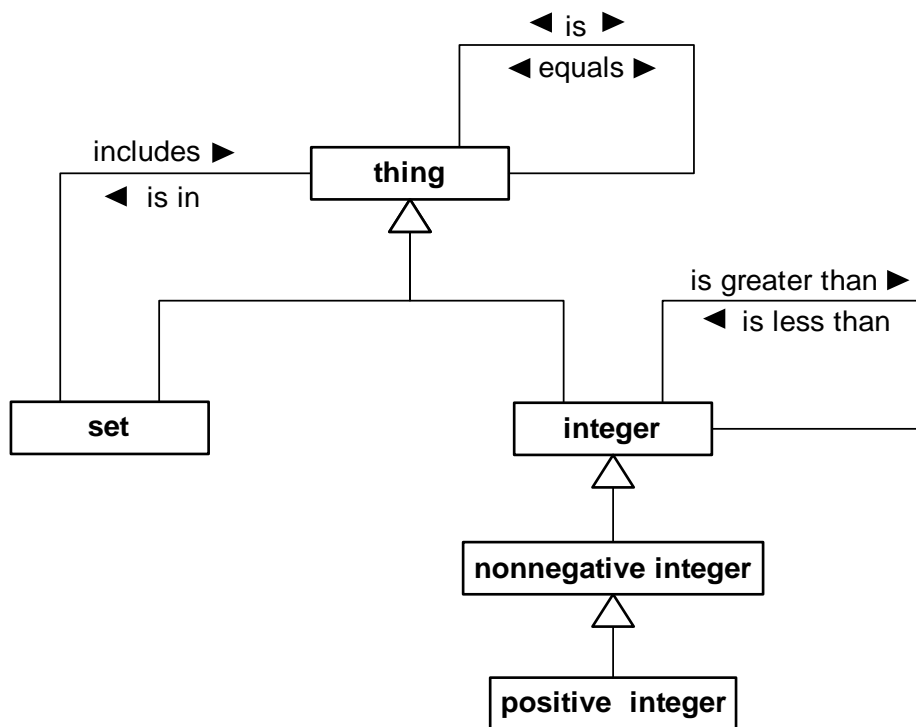 ◄ is ►
◄ equals ►
includes ►
◄ is in
thing
is greater than ►
◄ is less than
set
integer
nonnegative integer
positive integer